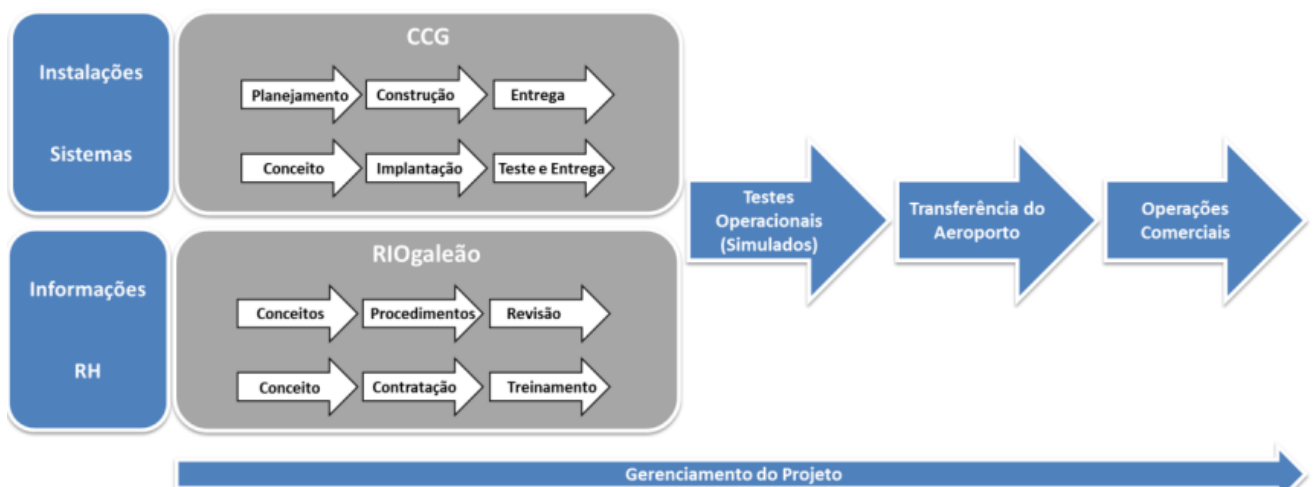 CCG
Instalações
Planejamento
Construção
Entrega
Sistemas
Conceito
Implantação
Teste e Entrega
Testes
Operacionais
(Simulados)
Transferência do
Aeroporto
Operações
Comerciais
RIOgaleão
Informações
Conceitos
Procedimentos
Revisão
RH
Conceito
Contratação
Treinamento
Gerenciamento do Projeto